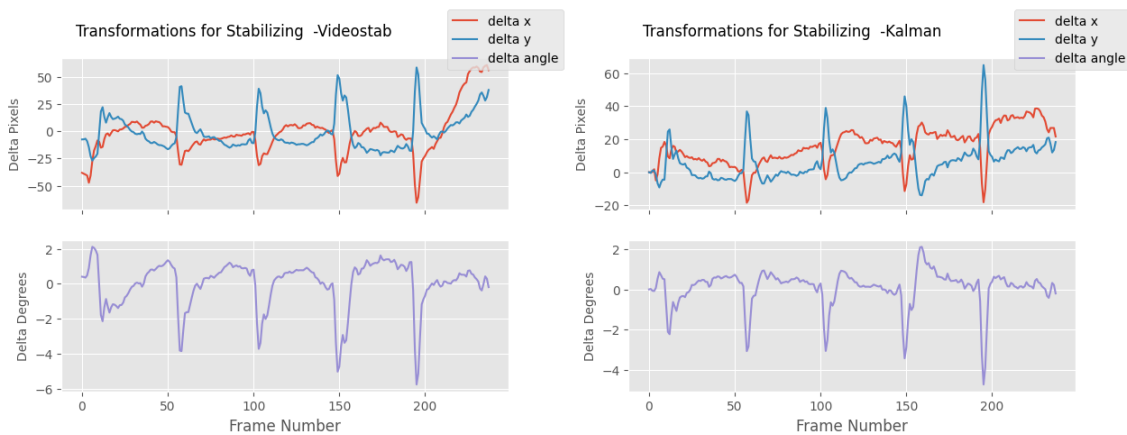 Transformations for Stabilizing  -Videostab
delta x
delta y
delta angle
Delta Pixels
50
25
0
−25
−50
Delta Degrees
2
0
−2
−4
−6
0
50
100
150
200
Frame Number
Transformations for Stabilizing  -Kalman
delta x
delta y
delta angle
Delta Pixels
60
40
20
0
−20
Delta Degrees
2
0
−2
−4
0
50
100
150
200
Frame Number